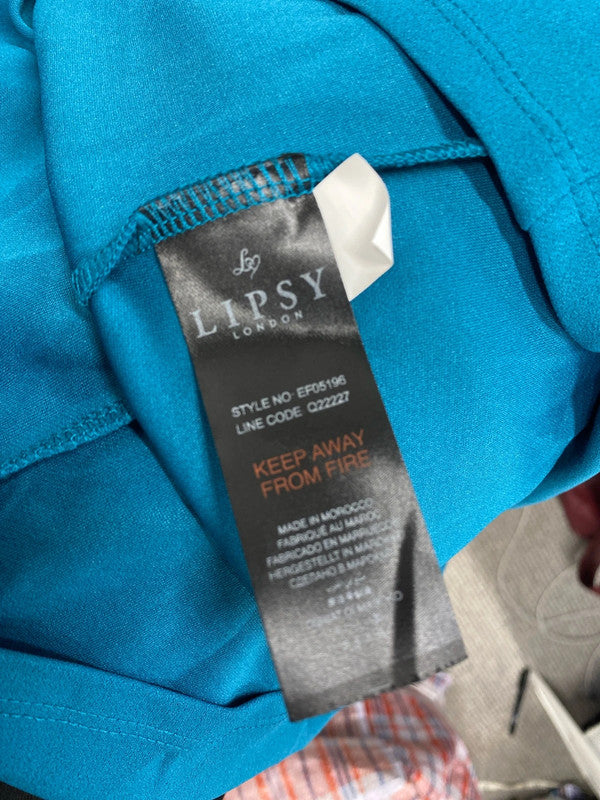 LIPSY
LONDON
STYLE NO: EF05196
LINE CODE Q22227
KEEP AWAY
FROM FIRE
MADE IN MOROCCO
FABRIQUÉ AU MAROC
FABRICADO EN MARRUECOS
HERGESTELLT IN